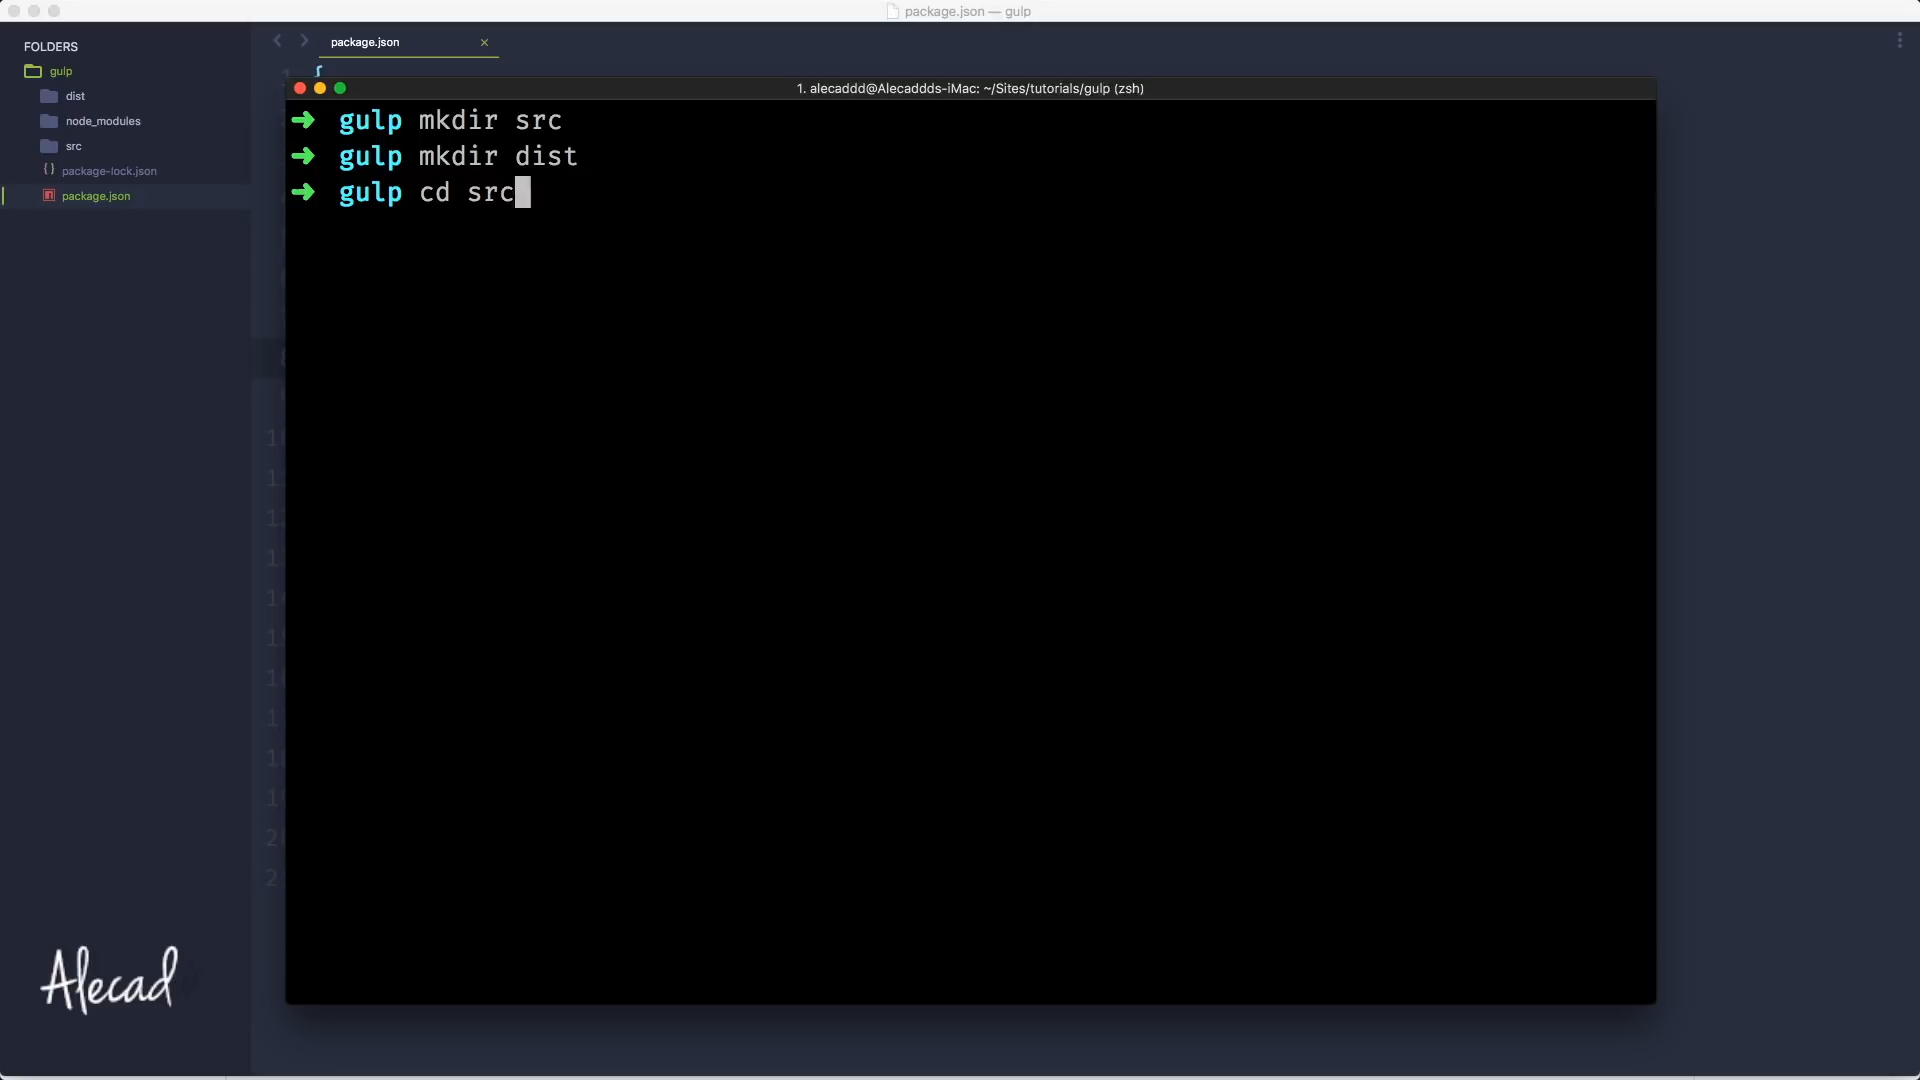 package.json — gulp
FOLDERS
gulp
dist
node_modules
src
{ } package-lock.json
package.json
package.json ×
1. alecaddd@Alecaddds-iMac: ~/Sites/tutorials/gulp (zsh)
➜ gulp mkdir src
➜ gulp mkdir dist
➜ gulp cd src
Alecad